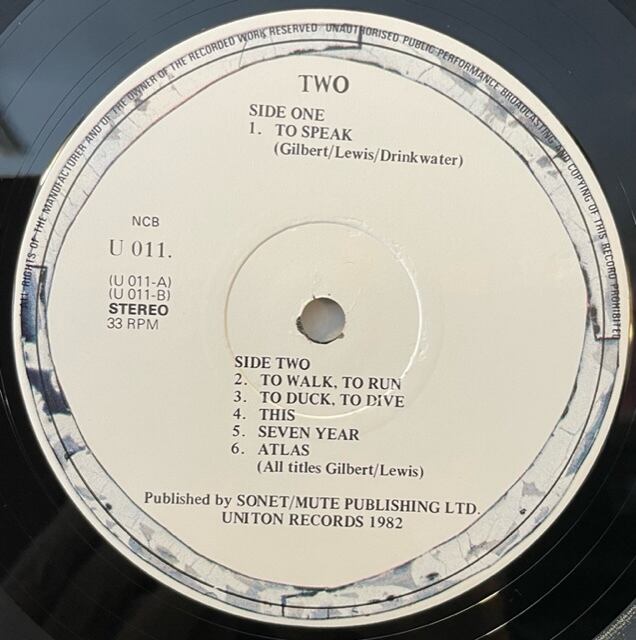 ALL RIGHTS OF THE MANUFACTURER AND OF THE OWNER OF THE RECORDED WORK RESERVED UNAUTHORISED PUBLIC PERFORMANCE BROADCASTING AND COPYING OF THIS RECORD PROHIBITED
TWO
SIDE ONE
1. TO SPEAK
(Gilbert/Lewis/Drinkwater)
NCB
U 011.
(U 011-A)
(U 011-B)
STEREO
33 RPM
SIDE TWO
2. TO WALK, TO RUN
3. TO DUCK, TO DIVE
4. THIS
5. SEVEN YEAR
6. ATLAS
(All titles Gilbert/Lewis)
Published by SONET/MUTE PUBLISHING LTD.
UNITON RECORDS 1982